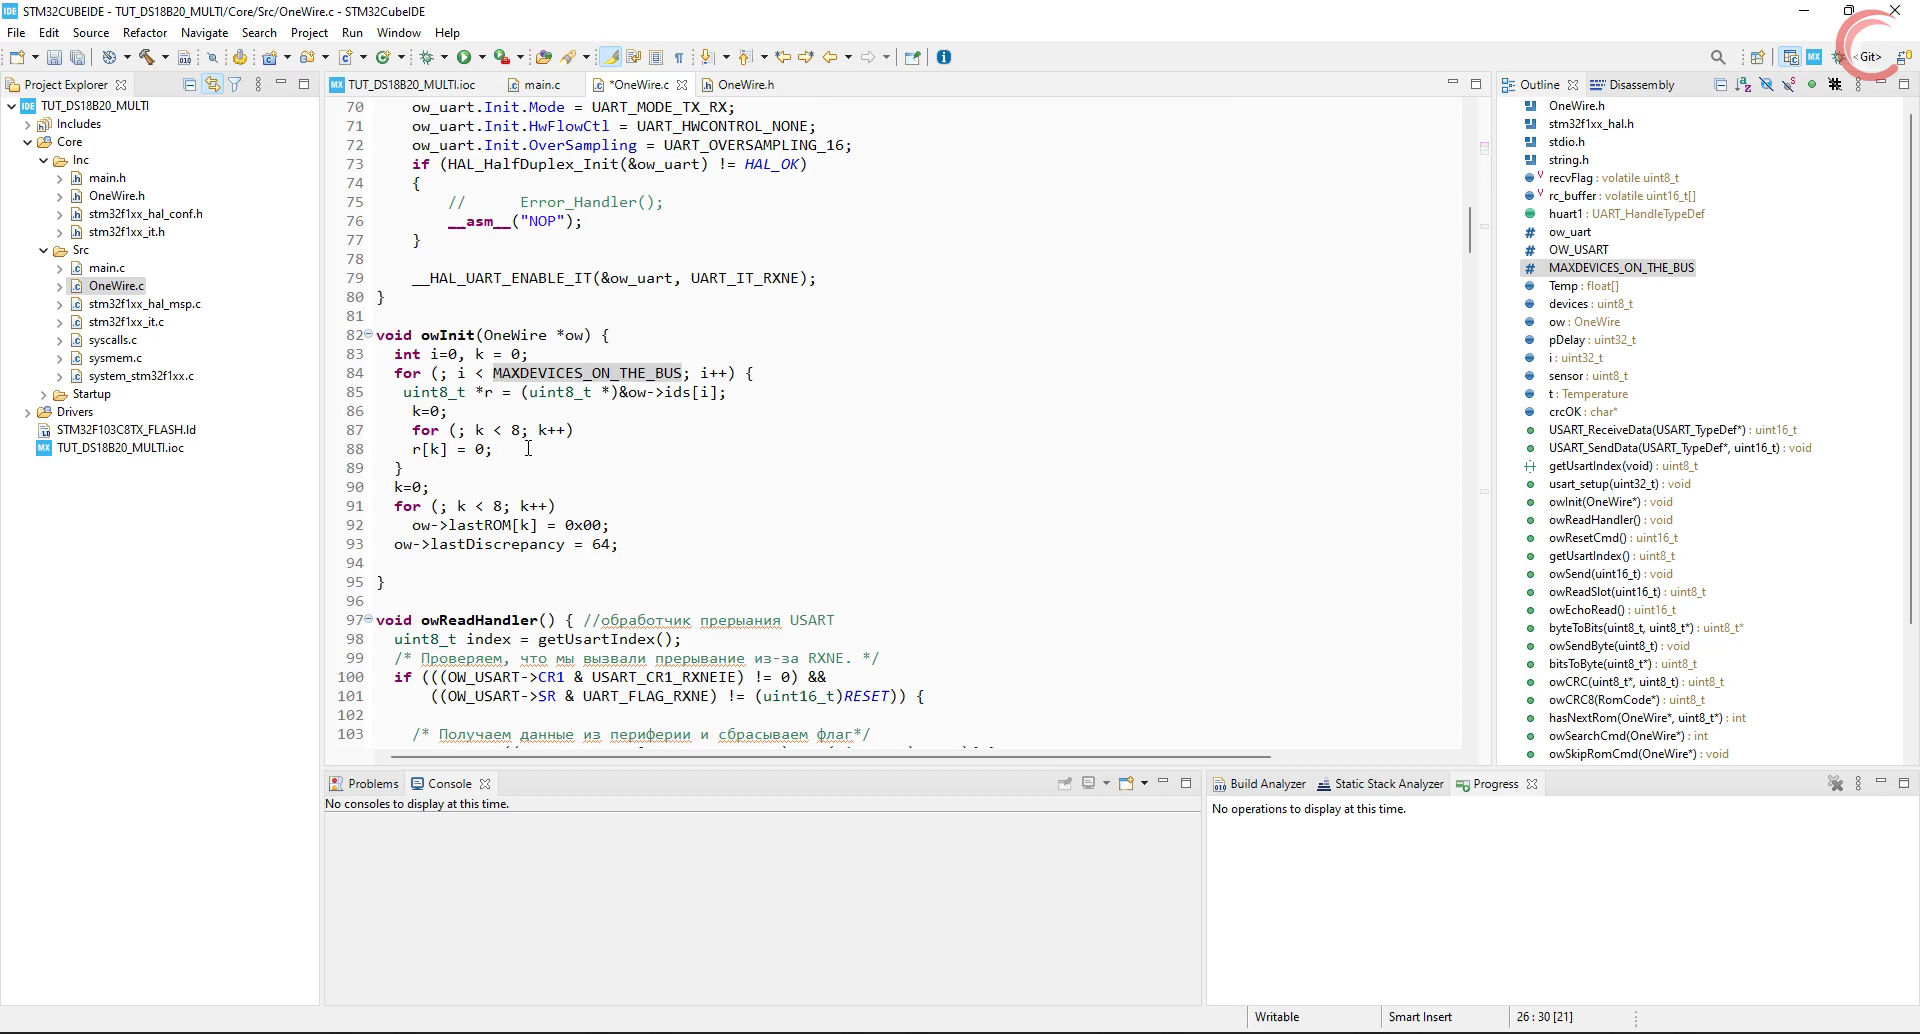 STM32CUBEIDE - TUT_DS18B20_MULTI/Core/Src/OneWire.c - STM32CubeIDE
File Edit Source Refactor Navigate Search Project Run Window Help
<Git>
Project Explorer
TUT_DS18B20_MULTI
Includes
Core
Inc
main.h
OneWire.h
stm32f1xx_hal_conf.h
stm32f1xx_it.h
Src
main.c
OneWire.c
stm32f1xx_hal_msp.c
stm32f1xx_it.c
syscalls.c
sysmem.c
system_stm32f1xx.c
Startup
Drivers
STM32F103C8TX_FLASH.ld
TUT_DS18B20_MULTI.ioc
TUT_DS18B20_MULTI.ioc main.c *OneWire.c OneWire.h
70 ow_uart.Init.Mode = UART_MODE_TX_RX;
71 ow_uart.Init.HwFlowCtl = UART_HWCONTROL_NONE;
72 ow_uart.Init.OverSampling = UART_OVERSAMPLING_16;
73 if (HAL_HalfDuplex_Init(&ow_uart) != HAL_OK)
74 {
75 // Error_Handler();
76 __asm__("NOP");
77 }
78
79 __HAL_UART_ENABLE_IT(&ow_uart, UART_IT_RXNE);
80 }
81
82 void owInit(OneWire *ow) {
83 int i=0, k = 0;
84 for (; i < MAXDEVICES_ON_THE_BUS; i++) {
85 uint8_t *r = (uint8_t *)&ow->ids[i];
86 k=0;
87 for (; k < 8; k++)
88 r[k] = 0;
89 }
90 k=0;
91 for (; k < 8; k++)
92 ow->lastROM[k] = 0x00;
93 ow->lastDiscrepancy = 64;
94
95 }
96
97 void owReadHandler() { //обработчик прерыания USART
98 uint8_t index = getUsartIndex();
99 /* Проверяем, что мы вызвали прерывание из-за RXNE. */
100 if (((OW_USART->CR1 & USART_CR1_RXNEIE) != 0) &&
101 ((OW_USART->SR & UART_FLAG_RXNE) != (uint16_t)RESET)) {
102
103 /* Получаем данные из периферии и сбрасываем флаг*/
Outline Disassembly
OneWire.h
stm32f1xx_hal.h
stdio.h
string.h
recvFlag : volatile uint8_t
rc_buffer : volatile uint16_t[]
huart1 : UART_HandleTypeDef
ow_uart
OW_USART
MAXDEVICES_ON_THE_BUS
Temp : float[]
devices : uint8_t
ow : OneWire
pDelay : uint32_t
i : uint32_t
sensor : uint8_t
t : Temperature
crcOK : char*
USART_ReceiveData(USART_TypeDef*) : uint16_t
USART_SendData(USART_TypeDef*, uint16_t) : void
getUsartIndex(void) : uint8_t
usart_setup(uint32_t) : void
owInit(OneWire*) : void
owReadHandler() : void
owResetCmd() : uint16_t
getUsartIndex() : uint8_t
owSend(uint16_t) : void
owReadSlot(uint16_t) : uint8_t
owEchoRead() : uint16_t
byteToBits(uint8_t, uint8_t*) : uint8_t*
owSendByte(uint8_t) : void
bitsToByte(uint8_t*) : uint8_t
owCRC(uint8_t*, uint8_t) : uint8_t
owCRC8(RomCode*) : uint8_t
hasNextRom(OneWire*, uint8_t*) : int
owSearchCmd(OneWire*) : int
owSkipRomCmd(OneWire*) : void
Problems Console
No consoles to display at this time.
Build Analyzer Static Stack Analyzer Progress
No operations to display at this time.
Writable Smart Insert 26 : 30 [21]